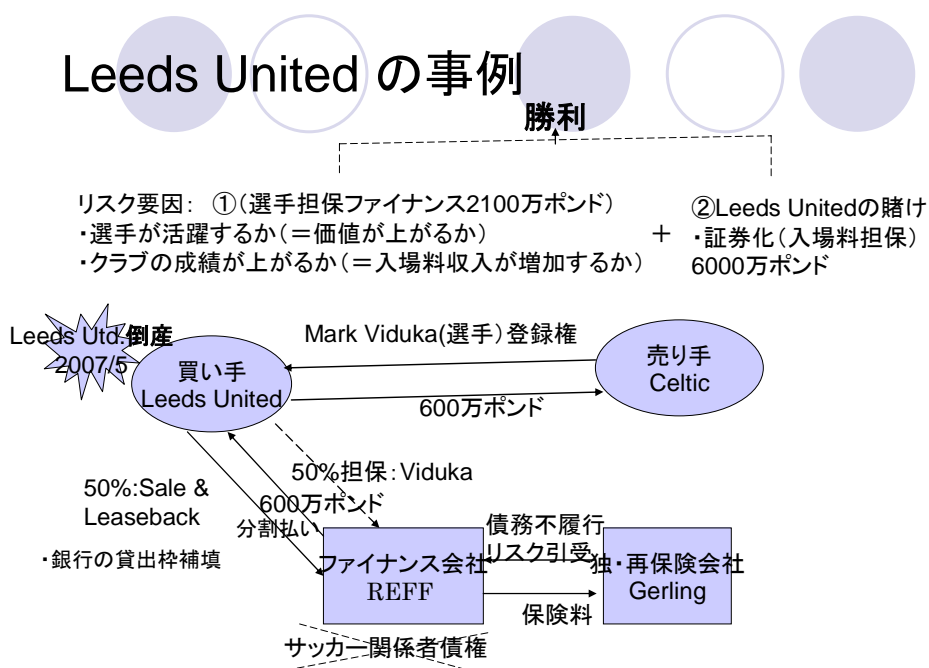 Leeds United の事例
勝利
リスク要因： ①（選手担保ファイナンス2100万ポンド）
・選手が活躍するか（＝価値が上がるか）
・クラブの成績が上がるか（＝入場料収入が増加するか）
＋
②Leeds Unitedの賭け
・証券化（入場料担保）
6000万ポンド
Leeds Utd.倒産
2007/5
買い手
Leeds United
Mark Viduka(選手）登録権
600万ポンド
売り手
Celtic
50%:Sale &
Leaseback
・銀行の貸出枠補填
50%担保：Viduka
600万ポンド
分割払い
ファイナンス会社
REFF
債務不履行
リスク引受
保険料
独・再保険会社
Gerling
サッカー関係者債権